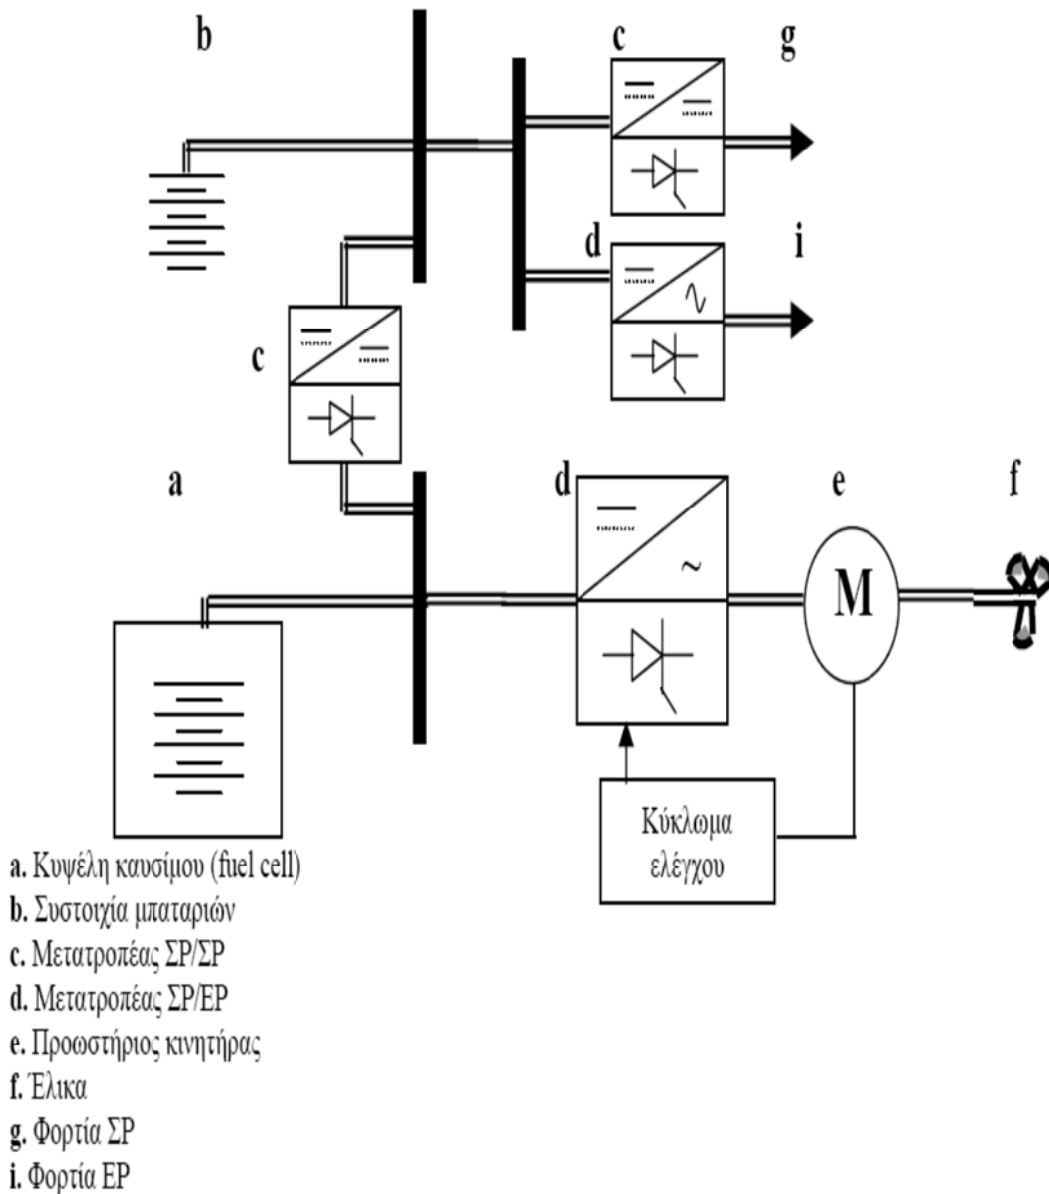 b
c
g
d
i
c
a
d
e
f
M
~
Κύκλωμα
ελέγχου
a. Κυψέλη καυσίμου (fuel cell)
b. Συστοιχία μπαταριών
c. Μετατροπέας ΣΡ/ΣΡ
d. Μετατροπέας ΣΡ/ΕΡ
e. Προωστήριος κινητήρας
f. Έλικα
g. Φορτία ΣΡ
i. Φορτία ΕΡ